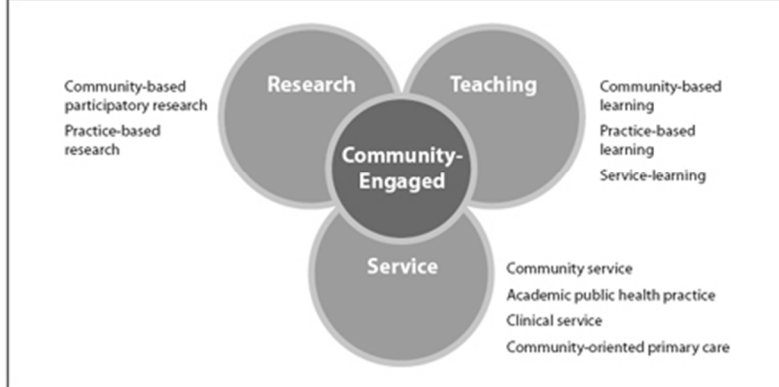 Research
Teaching
Community-based
participatory research
Practice-based
research
Community-
Engaged
Community-based
learning
Practice-based
learning
Service-learning
Service
Community service
Academic public health practice
Clinical service
Community-oriented primary care